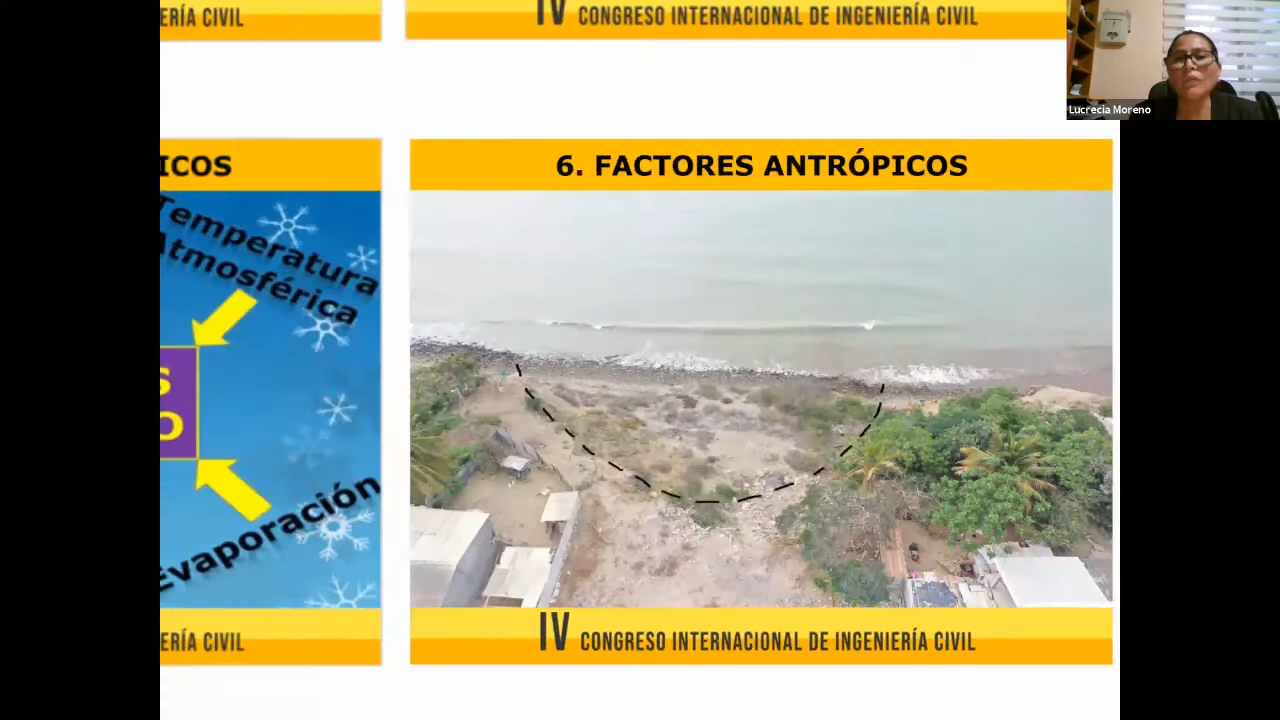 ERÍA CIVIL
IV CONGRESO INTERNACIONAL DE INGENIERÍA CIVIL
Lucrecia Moreno
ICOS
6. FACTORES ANTRÓPICOS
Temperatura
Atmosférica
S
O
Evaporación
ERÍA CIVIL
IV CONGRESO INTERNACIONAL DE INGENIERÍA CIVIL